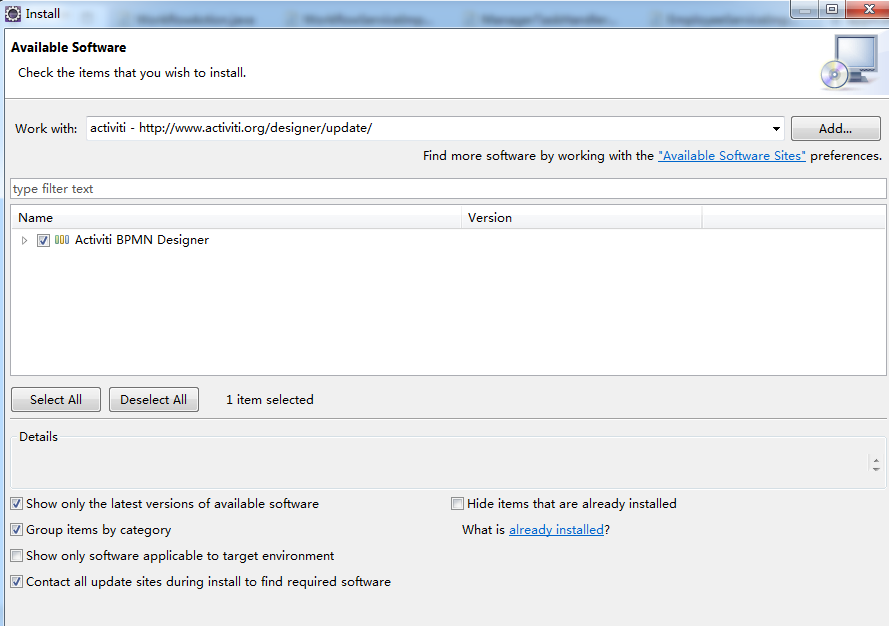 Install
Available Software
Check the items that you wish to install.
Work with: activiti - http://www.activiti.org/designer/update/ Add...
Find more software by working with the "Available Software Sites" preferences.
type filter text
Name Version
Activiti BPMN Designer
Select All Deselect All 1 item selected
Details
Show only the latest versions of available software Hide items that are already installed
Group items by category What is already installed?
Show only software applicable to target environment
Contact all update sites during install to find required software